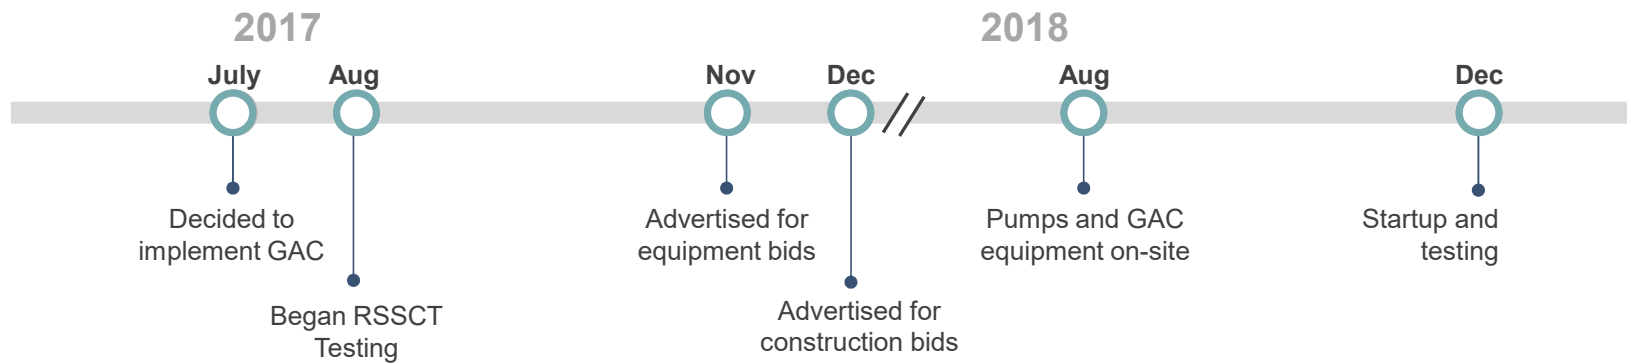 2017
2018
July
Aug
Nov
Dec
Aug
Dec
Decided to
implement GAC
Began RSSCT
Testing
Advertised for
equipment bids
Advertised for
construction bids
Pumps and GAC
equipment on-site
Startup and
testing